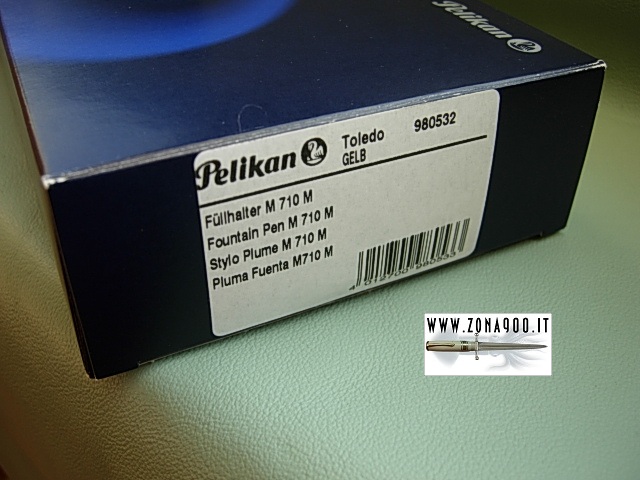 Pelikan
Pelikan Toledo 980532
GELB
Füllhalter M 710 M
Fountain Pen M 710 M
Stylo Plume M 710 M
Pluma Fuenta M710 M
WWW.ZONA900.IT